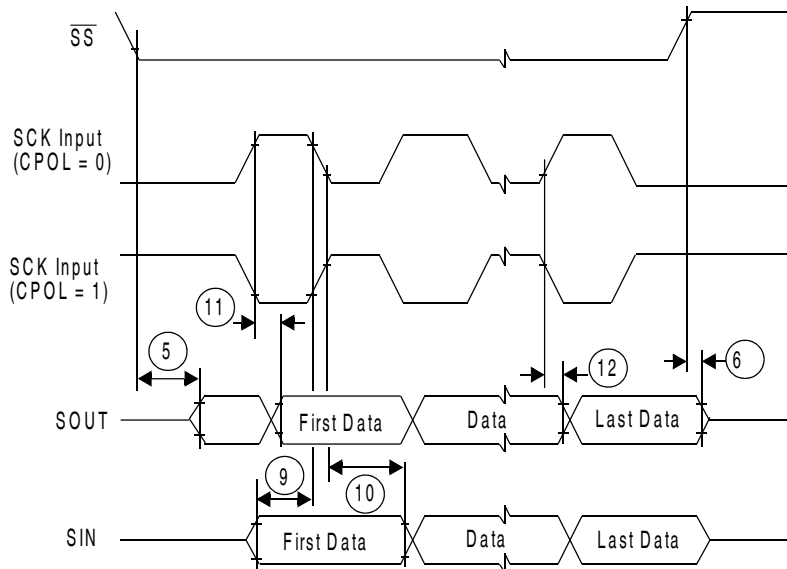 SS
SCK Input
(CPOL = 0)
SCK Input
(CPOL = 1)
11
5
12
6
SOUT
First Data
Data
Last Data
9
10
SIN
First Data
Data
Last Data